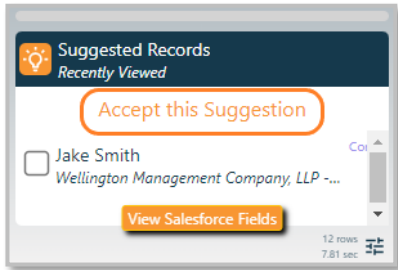 Suggested Records
Recently Viewed
Accept this Suggestion
Jake Smith
Wellington Management Company, LLP -...
View Salesforce Fields
12 rows
7.81 sec